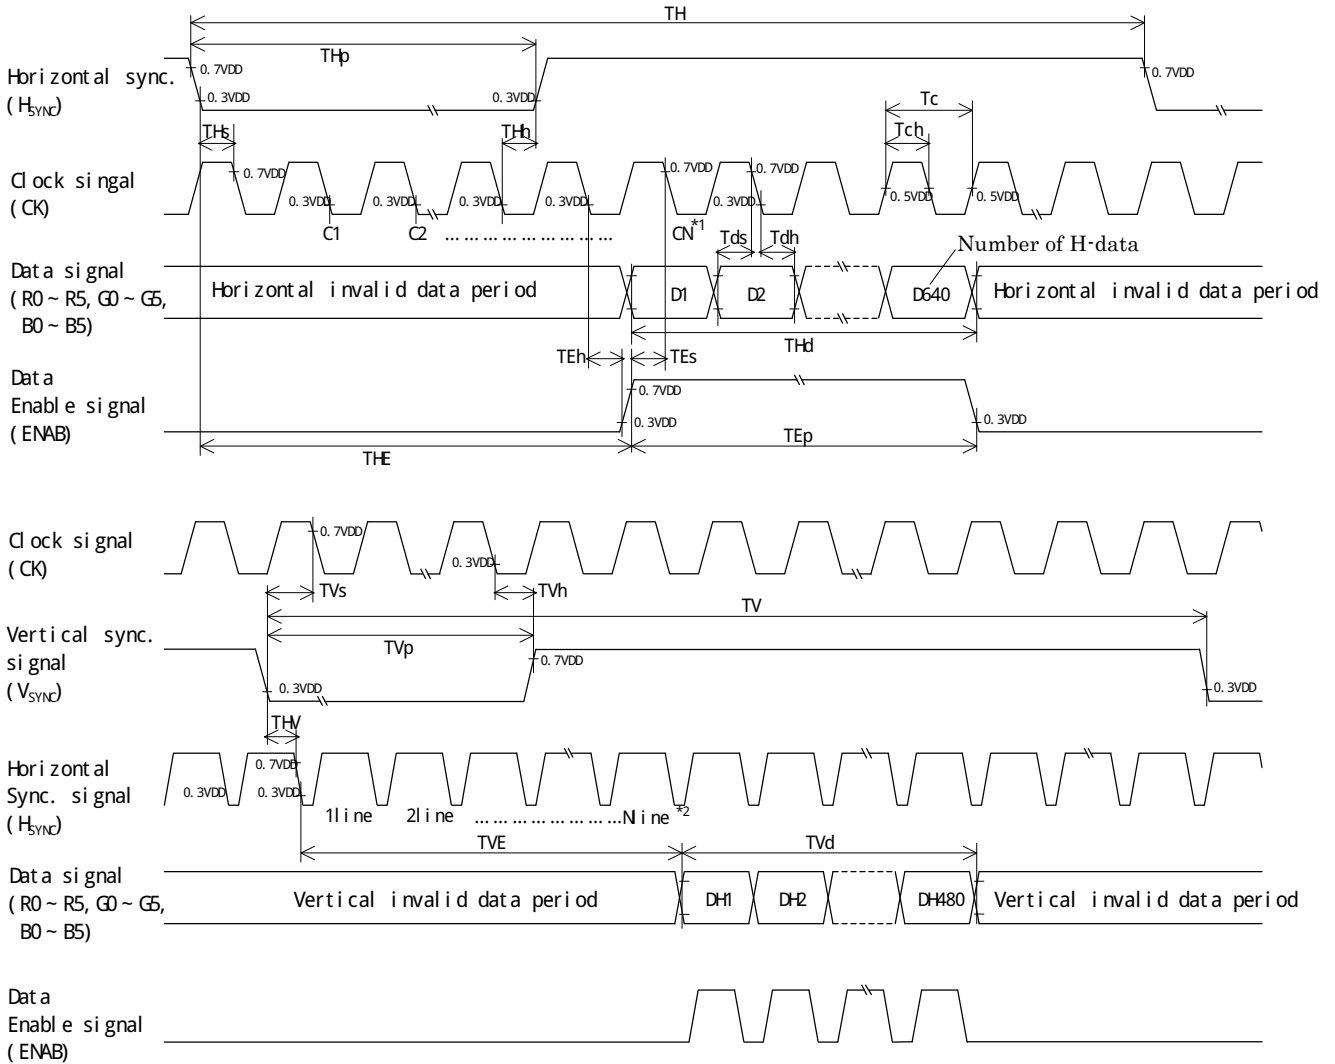 TH
THp
Horizontal sync.
(HSYNC)
0.7VDD
0.3VDD
0.3VDD
0.7VDD
THs
THh
Tc
Tch
Clock singal
(CK)
0.7VDD
0.3VDD
0.3VDD
0.3VDD
0.3VDD
0.7VDD
0.3VDD
0.7VDD
0.5VDD
0.5VDD
C1
C2
........................
CN*1
Tds
Tdh
Number of H-data
Data signal
(R0~R5, G0~G5,
B0~B5)
Horizontal invalid data period
D1
D2
D640
Horizontal invalid data period
THd
TEh
TEs
Data
Enable signal
(ENAB)
0.7VDD
0.3VDD
0.3VDD
THE
TEp
Clock signal
(CK)
0.7VDD
0.3VDD
TVs
TVh
TV
Vertical sync.
signal
(VSYNC)
TVp
0.7VDD
0.3VDD
0.3VDD
THV
Horizontal
Sync. signal
(HSYNC)
0.7VDD
0.3VDD
0.3VDD
1line
2line
.....................Nline*2
TVE
TVd
Data signal
(R0~R5, G0~G5,
B0~B5)
Vertical invalid data period
DH1
DH2
DH480
Vertical invalid data period
Data
Enable signal
(ENAB)